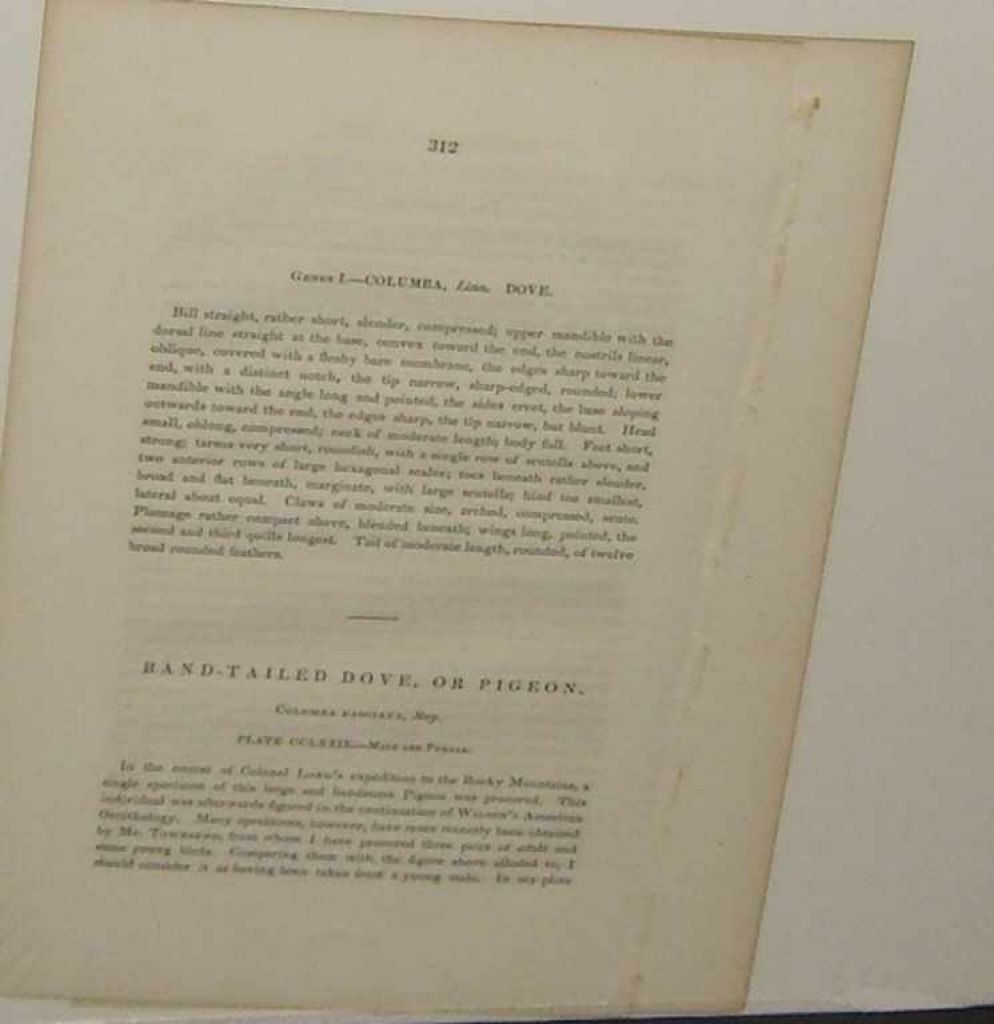 312
Genus I.—COLUMBA, Linn. DOVE.
Bill straight, rather short, slender, compressed; upper mandible with the
dorsal line straight at the base, convex toward the end, the nostrils linear,
oblique, covered with a fleshy bare membrane, the edges sharp toward the
end, with a distinct notch, the tip narrow, sharp-edged, rounded; lower
mandible with the angle long and pointed, the sides erect, the base sloping
outwards toward the end, the edges sharp, the tip narrow, but blunt. Head
small, oblong, compressed; neck of moderate length; body full. Feet short,
strong; tarsus very short, roundish, with a single row of scutella above, and
two anterior rows of large hexagonal scales; toes beneath rather slender,
broad and flat beneath, marginate, with large scutella; hind toe smallest,
lateral about equal. Claws of moderate size, arched, compressed, acute.
Plumage rather compact above, blended beneath; wings long, pointed, the
second and third quills longest. Tail of moderate length, rounded, of twelve
broad rounded feathers.
BAND-TAILED DOVE, OR PIGEON.
COLUMBA FASCIATA, Say.
PLATE CCLXXIX.—MALE AND FEMALE.
In the course of Colonel LONG's expedition to the Rocky Mountains, a
single specimen of this large and handsome Pigeon was procured. This
individual was afterwards figured in the continuation of WILSON's American
Ornithology. Many specimens, however, have more recently been obtained
by Mr. TOWNSEND, from whom I have procured three pairs of adult and
some young birds. Comparing them with the figure above alluded to, I
should consider it as having been taken from a young male. In my plate